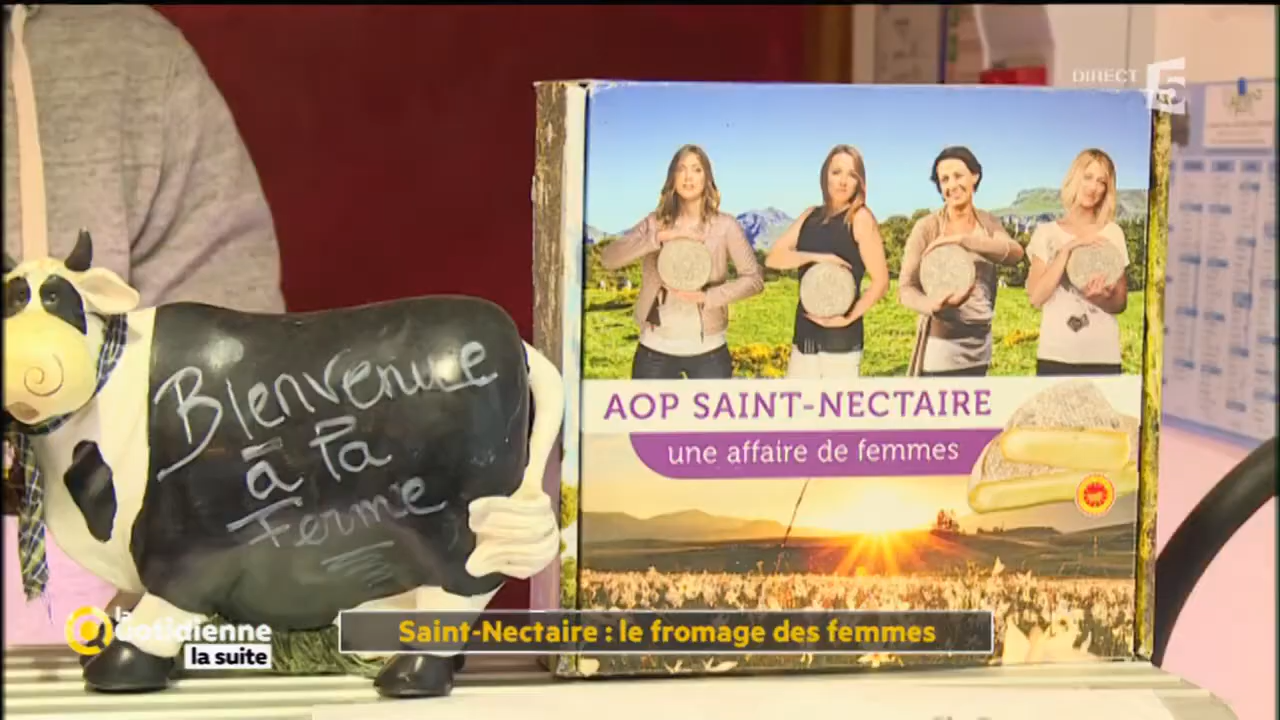 DIRECT 5
Bienvenue
à la
Ferme
AOP SAINT-NECTAIRE
une affaire de femmes
la
Quotidienne
la suite
Saint-Nectaire : le fromage des femmes